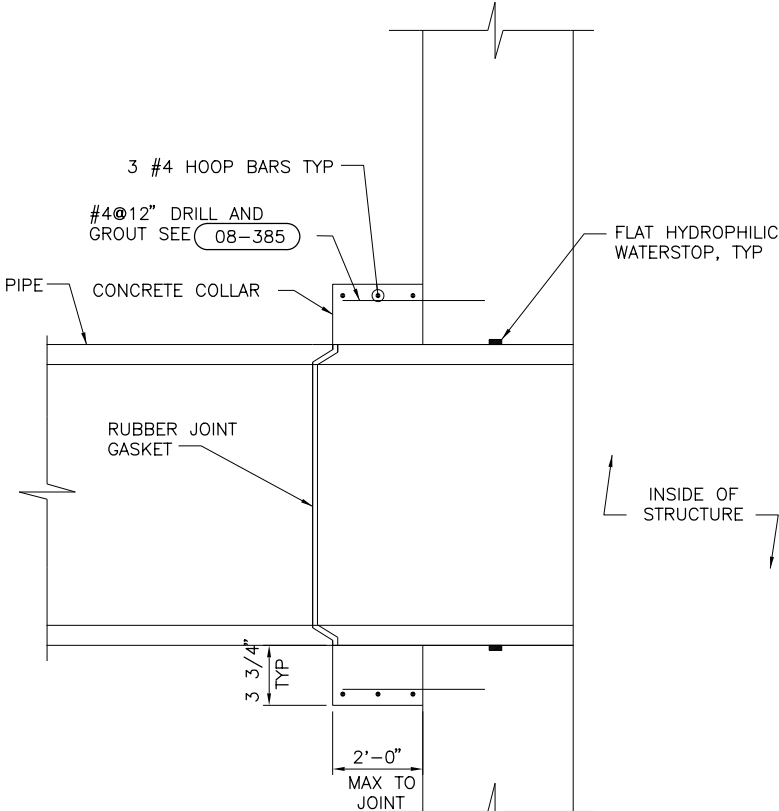 3 #4 HOOP BARS TYP
#4@12" DRILL AND
GROUT SEE 08-385
FLAT HYDROPHILIC
WATERSTOP, TYP
PIPE
CONCRETE COLLAR
RUBBER JOINT
GASKET
INSIDE OF
STRUCTURE
3 3/4"
TYP
2'-0"
MAX TO
JOINT